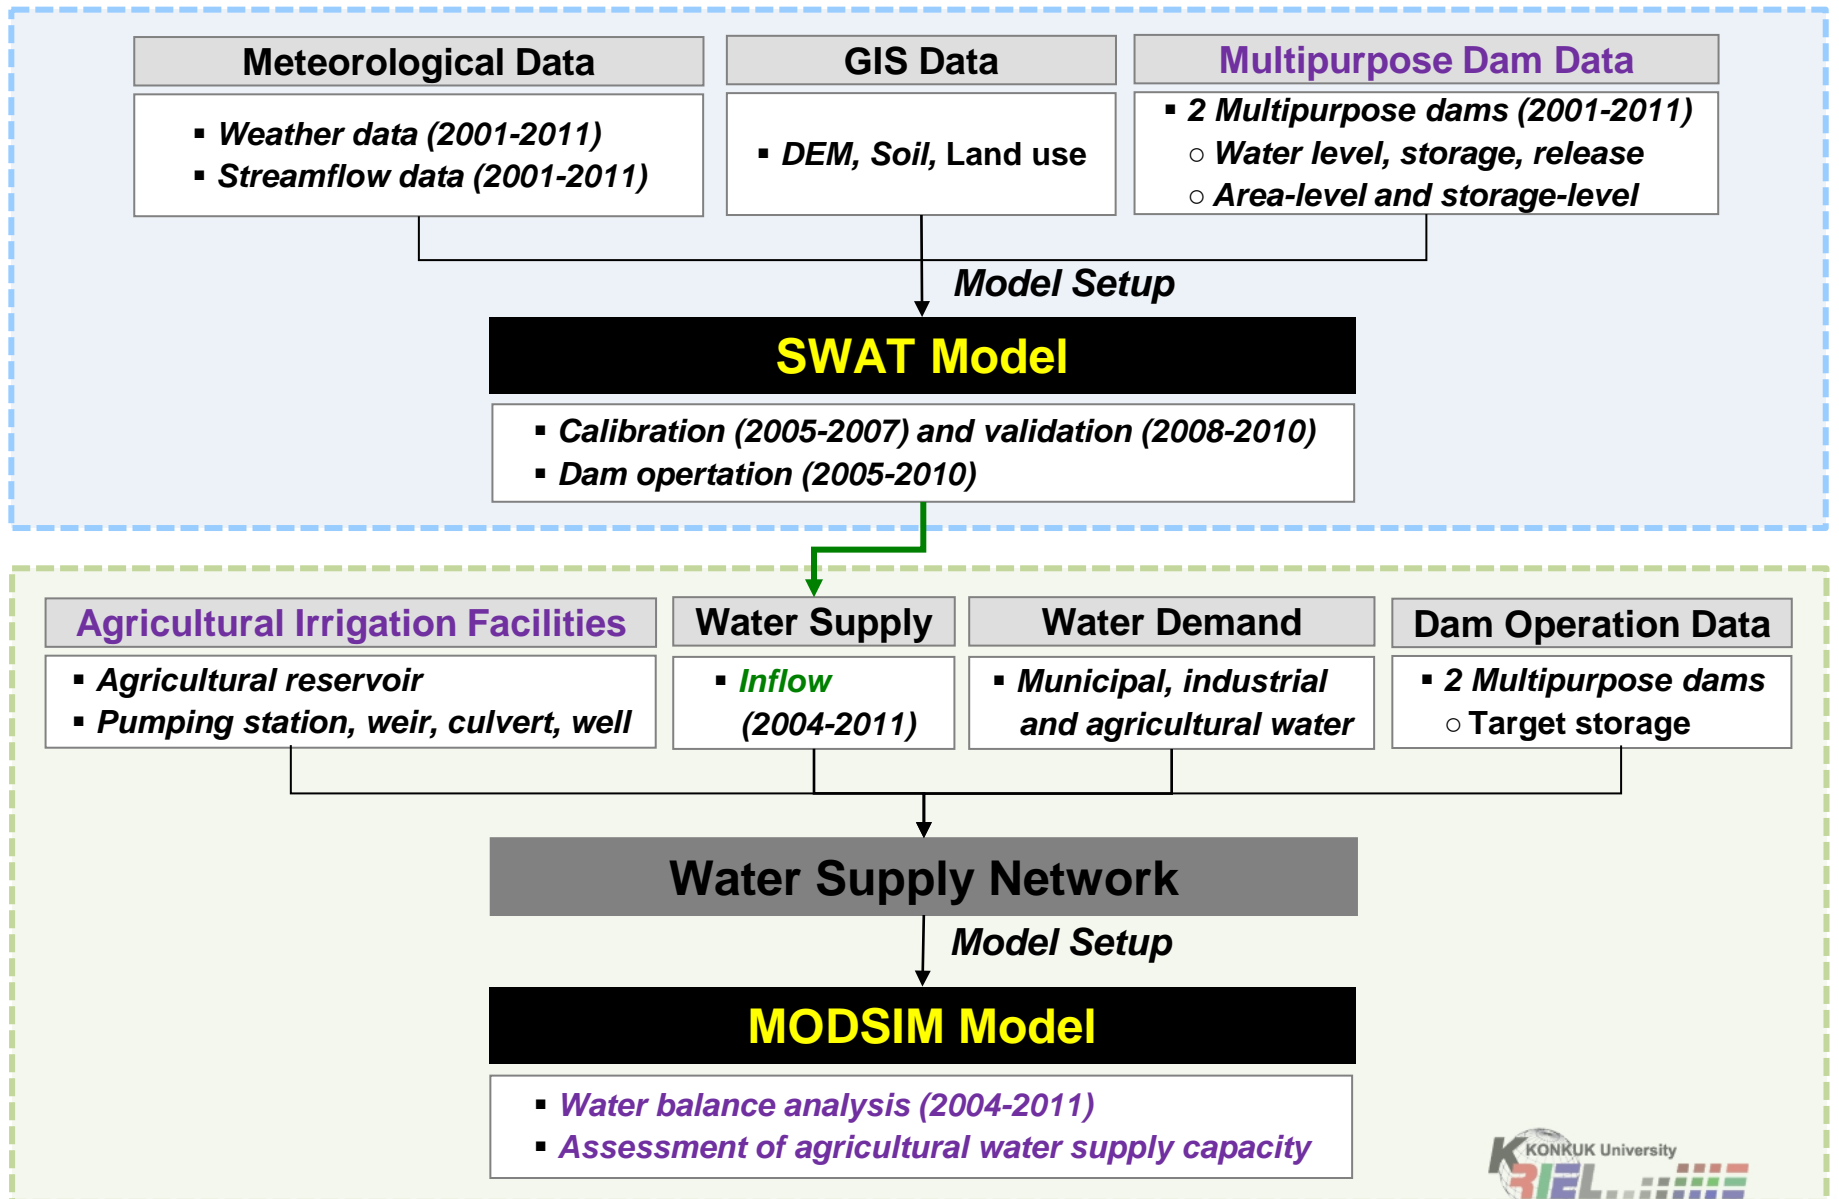 Meteorological Data
▪ Weather data (2001-2011)
▪ Streamflow data (2001-2011)
GIS Data
▪ DEM, Soil, Land use
Multipurpose Dam Data
▪ 2 Multipurpose dams (2001-2011)
○ Water level, storage, release
○ Area-level and storage-level
Model Setup
SWAT Model
▪ Calibration (2005-2007) and validation (2008-2010)
▪ Dam opertation (2005-2010)
Agricultural Irrigation Facilities
▪ Agricultural reservoir
▪ Pumping station, weir, culvert, well
Water Supply
▪ Inflow
(2004-2011)
Water Demand
▪ Municipal, industrial
and agricultural water
Dam Operation Data
▪ 2 Multipurpose dams
○ Target storage
Water Supply Network
Model Setup
MODSIM Model
▪ Water balance analysis (2004-2011)
▪ Assessment of agricultural water supply capacity
KONKUK University
RIEL